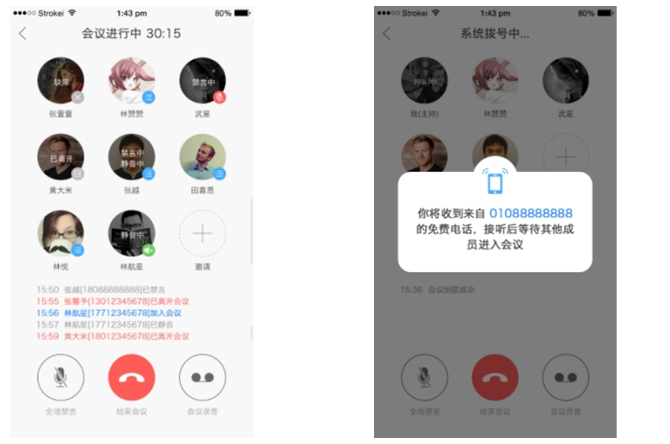 Strokei 1:43 pm 80%
会议进行中 30:15
缺席
禁言中
张萱萱 林赞赞 武星
已离开
禁言中
静音中
黄大米 张越 田喜恩
静音中
林悦 林航星 邀请
15:50 张越[18088888888]已禁言
15:55 张馨予[13012345678]已离开会议
15:56 林航星[17712345678]加入会议
15:57 林航星[17712345678]已静音
15:59 黄大米[18012345678]已离开会议
全场禁言 结束会议 会议录音
Strokei 1:43 pm 80%
系统拨号中...
我(主持) 林赞赞 武星
你将收到来自 01088888888
的免费电话，接听后等待其他成
员进入会议
15:36 会议创建成功
全场禁言 结束会议 会议录音